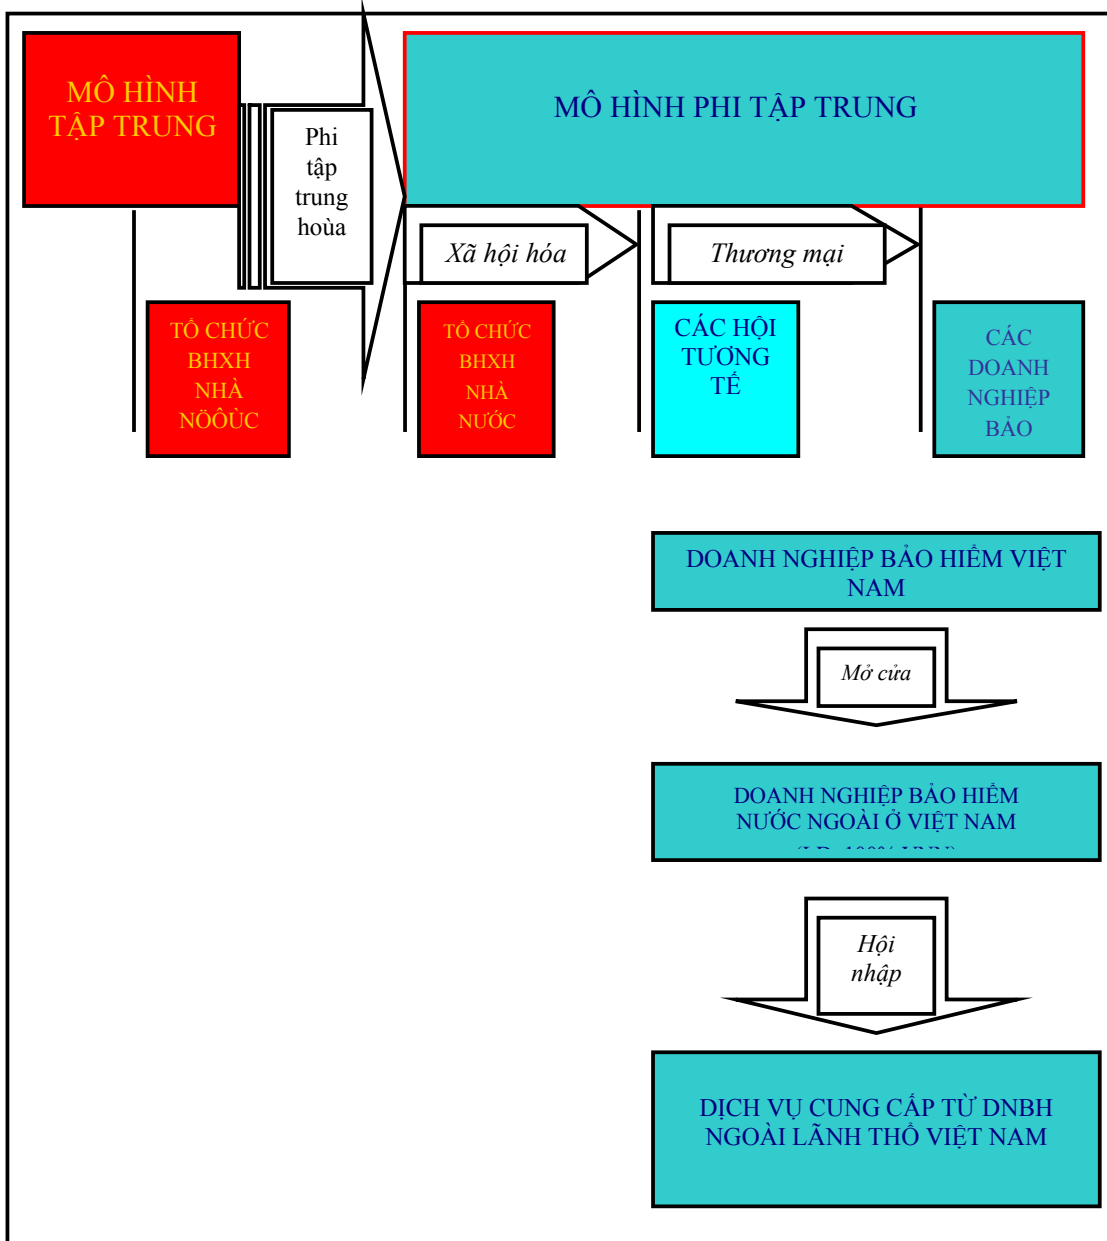 MÔ HÌNH
TẬP TRUNG
Phi
tập
trung
hoùa
MÔ HÌNH PHI TẬP TRUNG
Xã hội hóa
Thương mại
TỔ CHỨC
BHXH
NHÀ
NÖÔÙC
TỔ CHỨC
BHXH
NHÀ
NƯỚC
CÁC HỘI
TƯƠNG
TẾ
CÁC
DOANH
NGHIỆP
BẢO
DOANH NGHIỆP BẢO HIỂM VIỆT
NAM
Mở cửa
DOANH NGHIỆP BẢO HIỂM
NƯỚC NGOÀI Ở VIỆT NAM
Hội
nhập
DỊCH VỤ CUNG CẤP TỪ DNBH
NGOÀI LÃNH THỔ VIỆT NAM